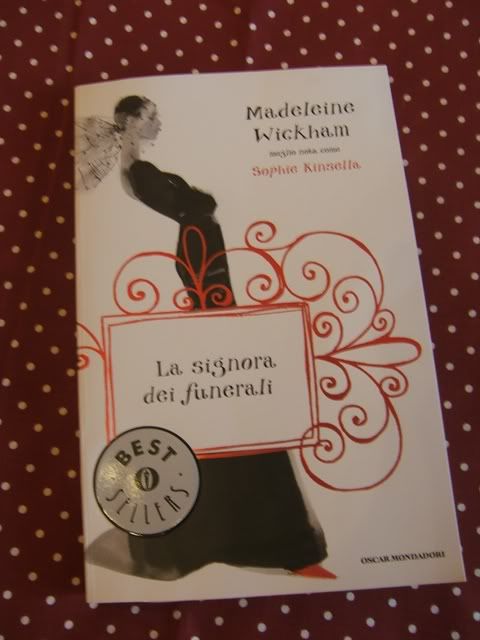 Madeleine
Wickham
meglio nota come
Sophie Kinsella
La signora
dei funerali
BEST
SELLERS
OSCAR MONDADORI